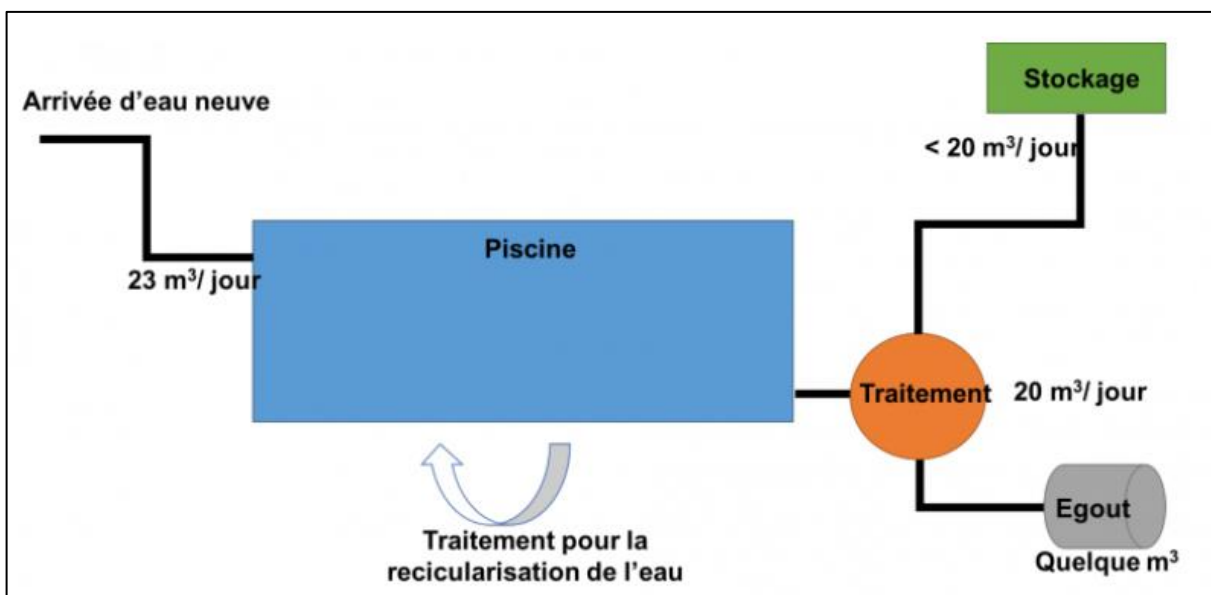 Arrivée d'eau neuve
23 m³/ jour
Piscine
Traitement pour la
recicularisation de l'eau
Stockage
< 20 m³/ jour
Traitement
20 m³/ jour
Egout
Quelque m³